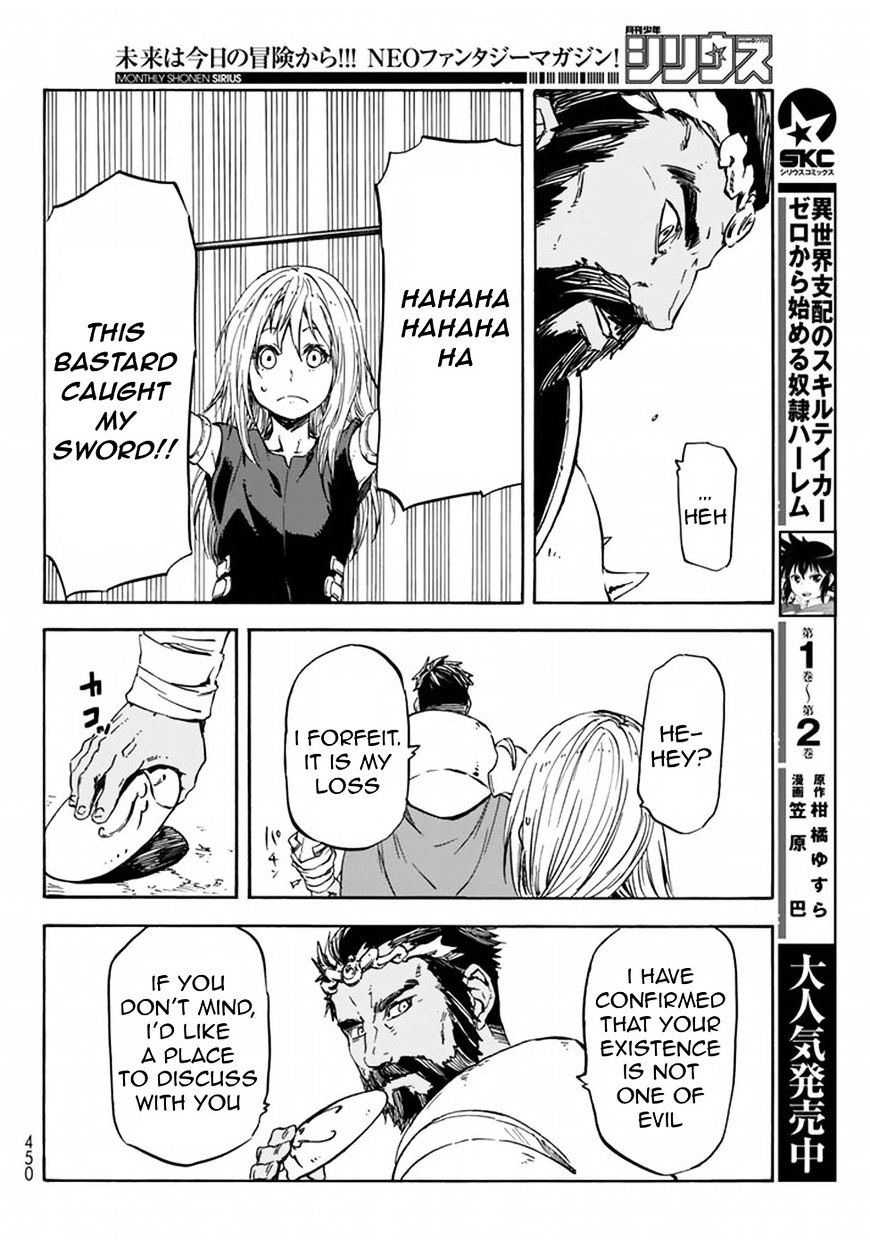 未来は今日の冒険から!!! NEOファンタジーマガジン!
MONTHLY SHONEN SIRIUS
月刊少年
シリウス
...
HEH
HAHAHA
HAHAHA
HA
THIS
BASTARD
CAUGHT
MY
SWORD!!
HE-
HEY?
I FORFEIT.
IT IS MY
LOSS
パチン
カコッ
I HAVE
CONFIRMED
THAT YOUR
EXISTENCE
IS NOT
ONE OF
EVIL
IF YOU
DON'T MIND,
I'D LIKE
A PLACE
TO DISCUSS
WITH YOU
450
SKC
シリウスコミックス
異世界支配のスキルテイカー
ゼロから始める奴隷ハーレム
第1巻〜第2巻
原作 柑橘ゆすら
漫画 笠原巴
大人気発売中